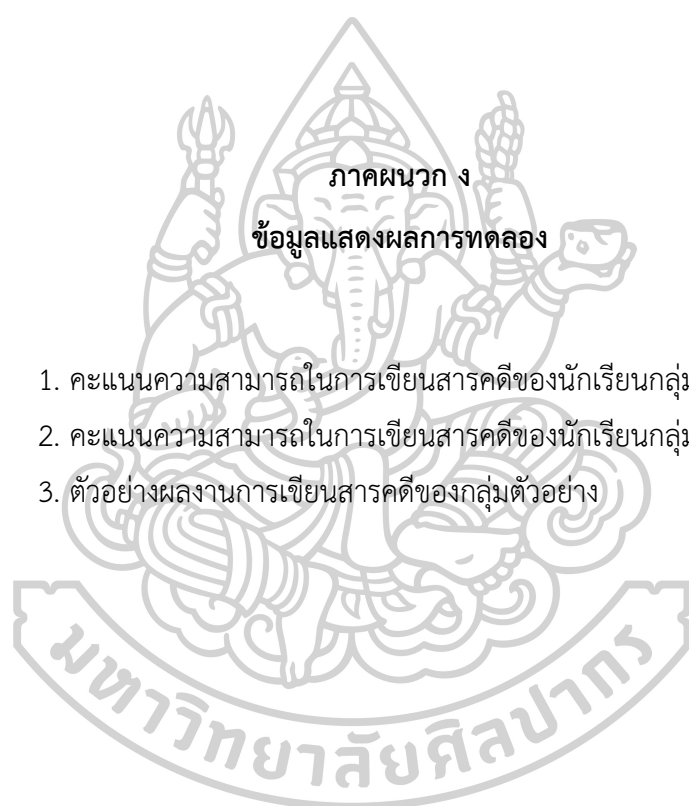 ภาคผนวก ง
ข้อมูลแสดงผลการทดลอง
1. คะแนนความสามารถในการเขียนสารคดีของนักเรียนกลุ่ม
2. คะแนนความสามารถในการเขียนสารคดีของนักเรียนกลุ่ม
3. ตัวอย่างผลงานการเขียนสารคดีของกลุ่มตัวอย่าง
มหาวิทยาลัยศิลปากร